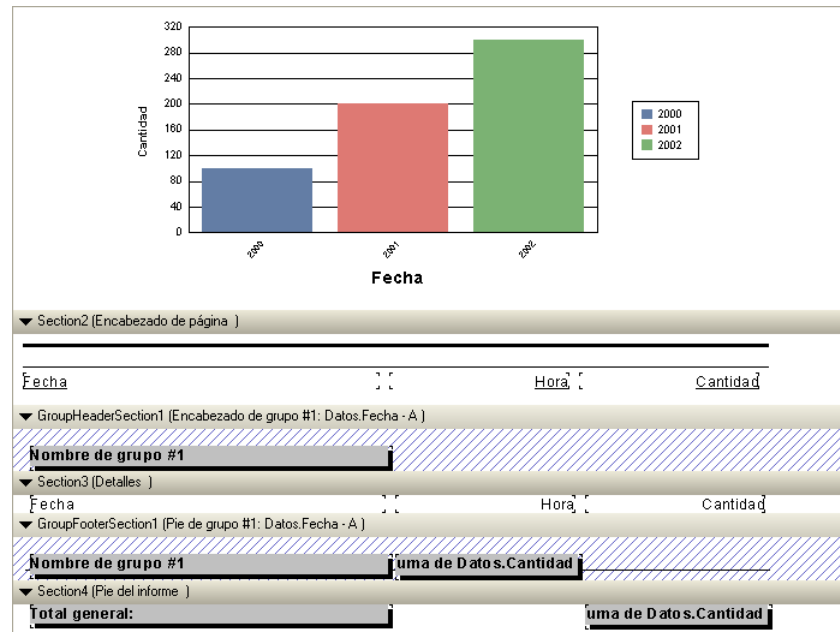 320
280
240
200
160
120
80
40
0
Cantidad
2000
2001
2002
Fecha
2000
2001
2002
Section2 (Encabezado de página )
Fecha Hora Cantidad
GroupHeaderSection1 (Encabezado de grupo #1: Datos.Fecha - A )
Nombre de grupo #1
Section3 (Detalles )
Fecha Hora Cantidad
GroupFooterSection1 (Pie de grupo #1: Datos.Fecha - A )
Nombre de grupo #1 uma de Datos.Cantidad
Section4 (Pie del informe )
Total general: uma de Datos.Cantidad